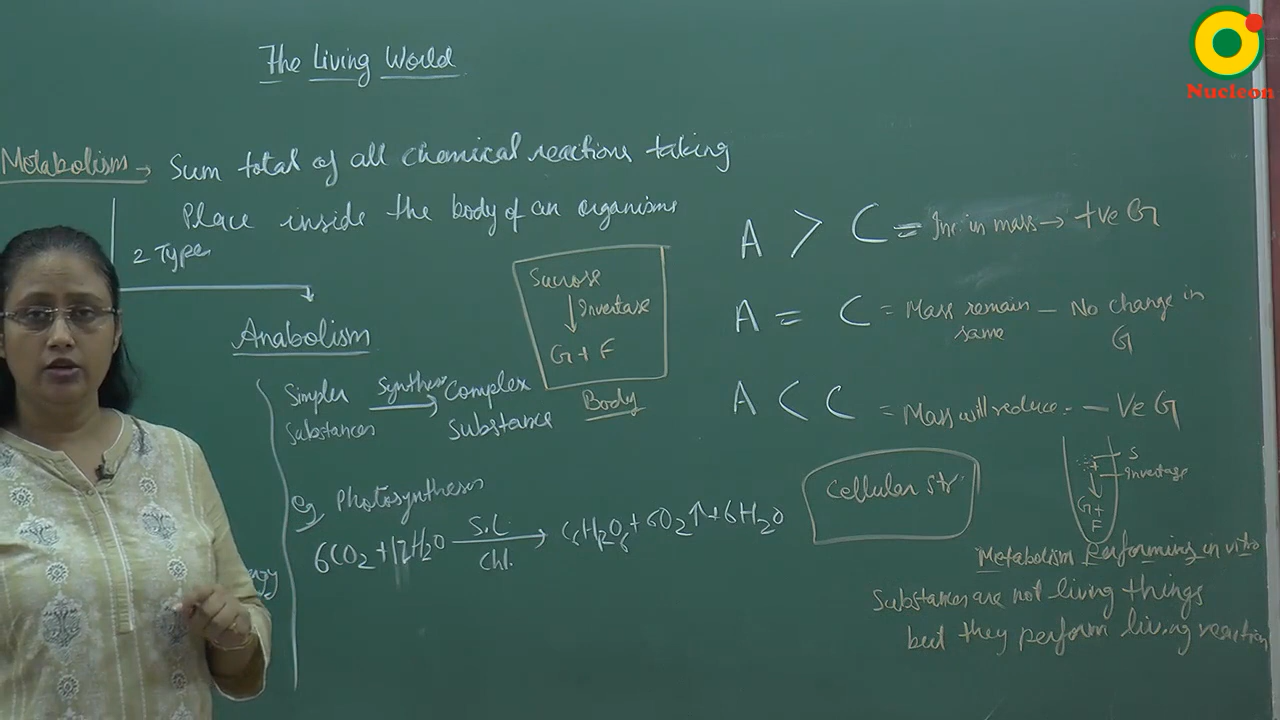 The Living World
Nucleon
Metabolism → Sum total of all chemical reactions taking
Place inside the body of an organisms
2 Types
Anabolism
Simpler Substances Synthesis Complex Substance
eg Photosynthesis
6CO2 + 12H2O S.L. Chl. → C6H2O6 + 6O2↑ + 6H2O
Sucrose
↓ Invertase
G + F
Body
A > C = Inc. in mass → +ve G
A = C = Mass remain same — No change in G
A < C = Mass will reduce. — Ve G
Cellular Str
S
Invertase
G +
F
Metabolism performing in vitro
Substances are not living things
but they perform living reaction